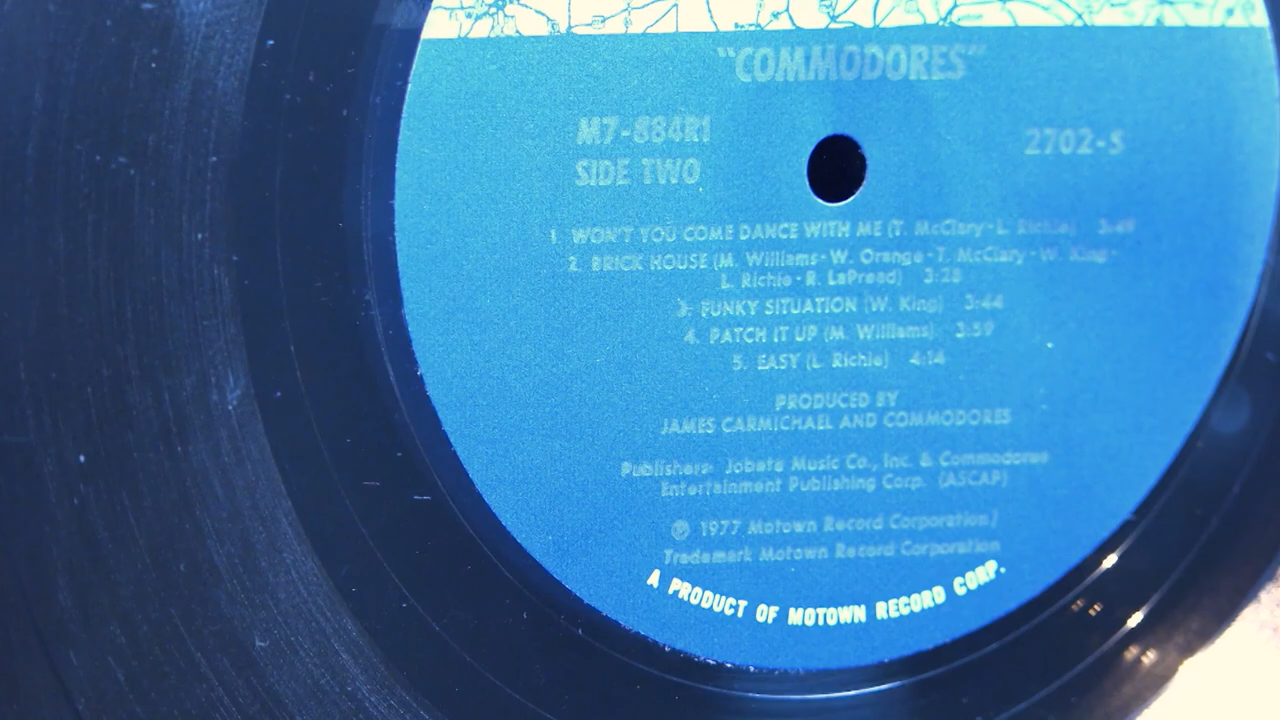 "COMMODORES"
M7-884R1
2702-S
SIDE TWO
1. WON'T YOU COME DANCE WITH ME (T. McClary - L. Richie) 3:49
2. BRICK HOUSE (M. Williams - W. Orange - T. McClary - W. King -
L. Richie - R. LaPread) 3:28
3. FUNKY SITUATION (W. King) 3:44
4. PATCH IT UP (M. Williams) 3:59
5. EASY (L. Richie) 4:14
PRODUCED BY
JAMES CARMICHAEL AND COMMODORES
Publishers: Jobete Music Co., Inc. & Commodores
Entertainment Publishing Corp. (ASCAP)
℗ 1977 Motown Record Corporation/
Trademark Motown Record Corporation
A PRODUCT OF MOTOWN RECORD CORP.